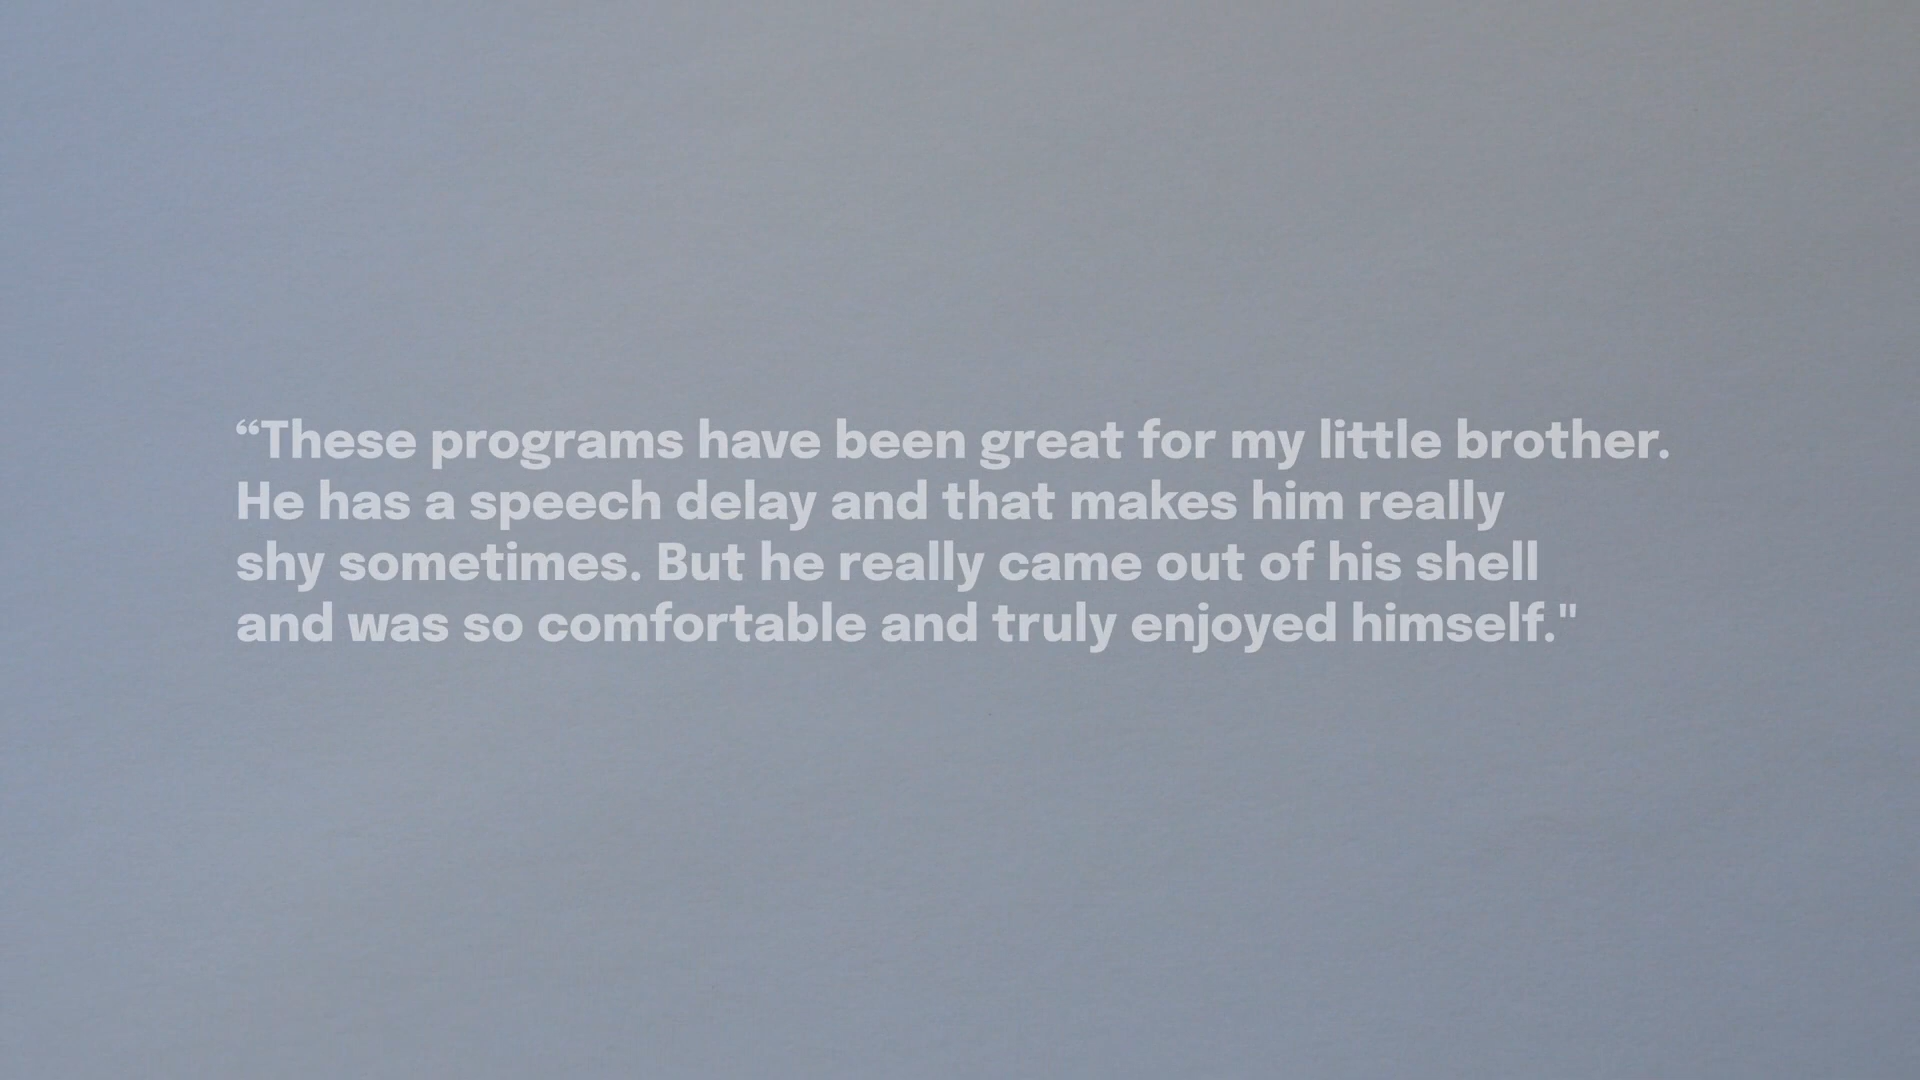 “These programs have been great for my little brother.
He has a speech delay and that makes him really
shy sometimes. But he really came out of his shell
and was so comfortable and truly enjoyed himself."